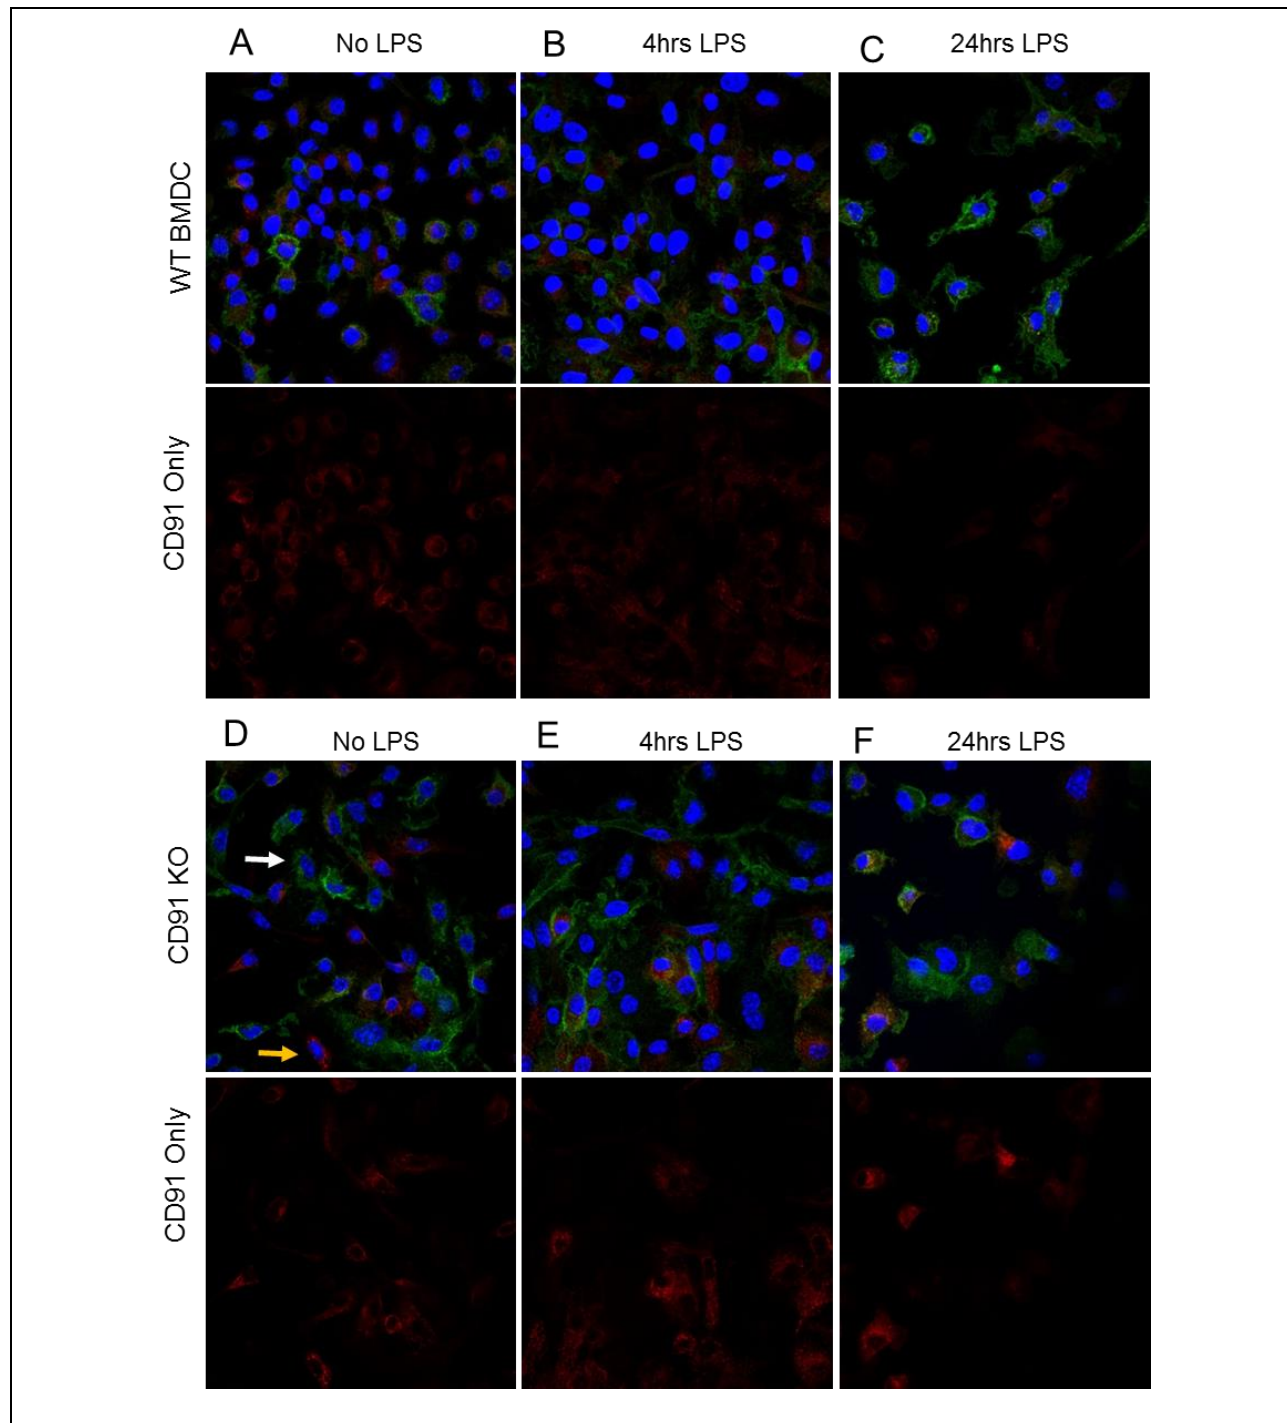 A No LPS B 4hrs LPS C 24hrs LPS
WT BMDC
CD91 Only
D No LPS E 4hrs LPS F 24hrs LPS
CD91 KO
CD91 Only